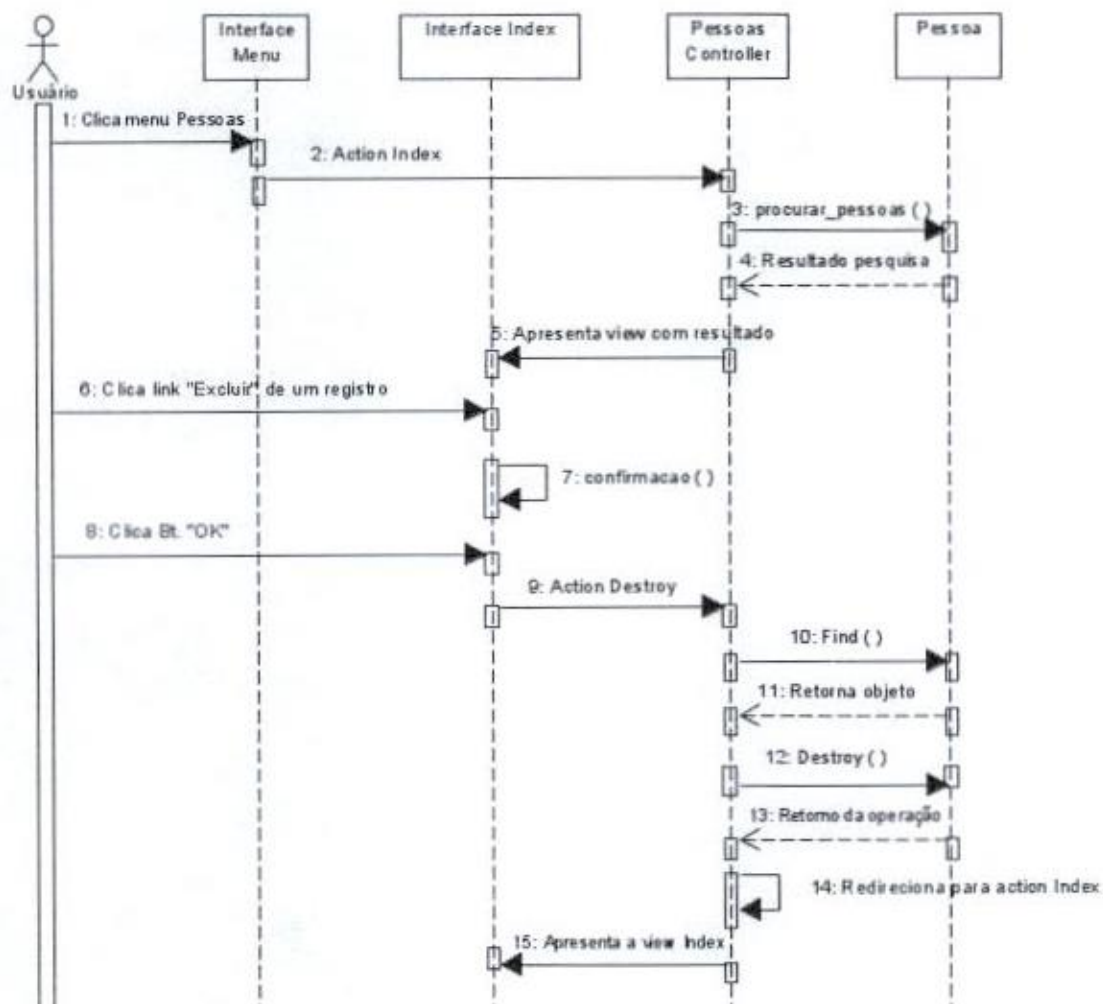 Interface
Menu
Interface Index
Pessoas
Controller
Pessoa
Usuário
1: Clica menu Pessoas
2: Action Index
3: procurar_pessoas ( )
4: Resultado pesquisa
5: Apresenta view com resultado
6: Clica link "Excluir" de um registro
7: confirmacao ( )
8: Clica Bt. "OK"
9: Action Destroy
10: Find ( )
11: Retorna objeto
12: Destroy ( )
13: Retorno da operação
14: Redireciona para action Index
15: Apresenta a view Index